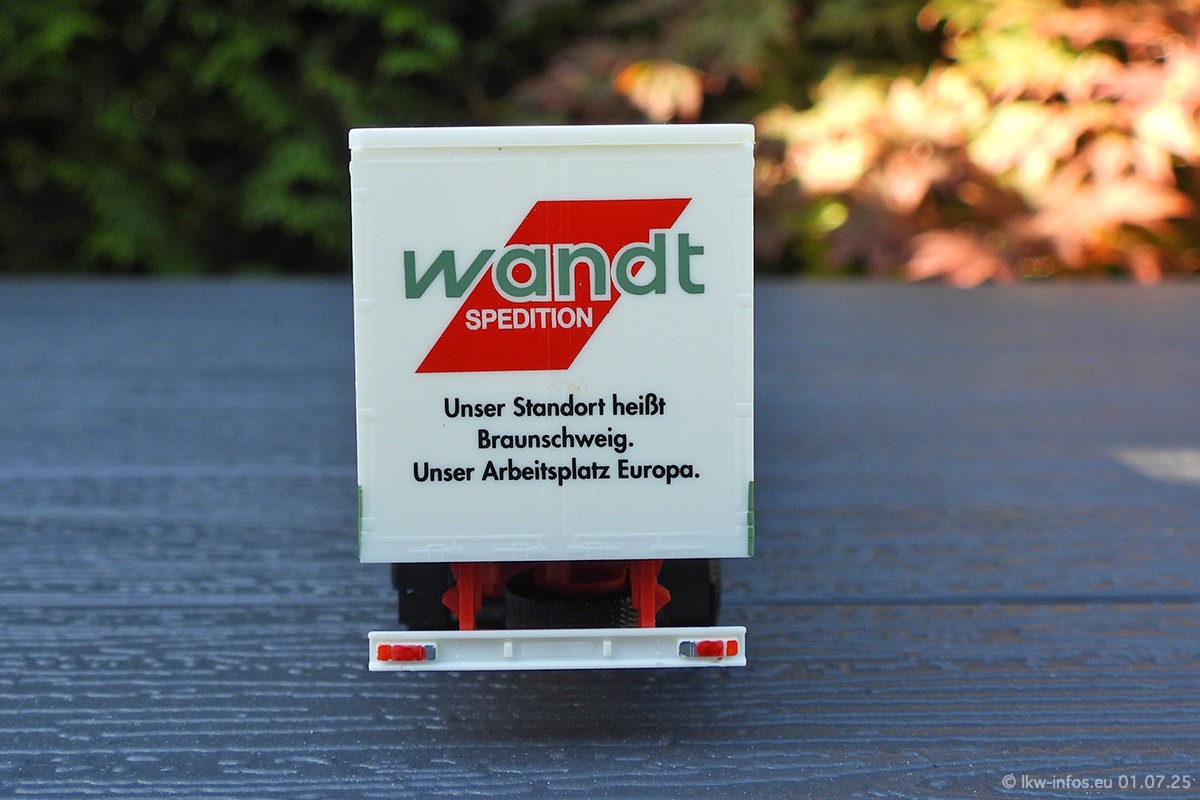 wandt
SPEDITION
Unser Standort heißt
Braunschweig.
Unser Arbeitsplatz Europa.
© lkw-infos.eu 01.07.25